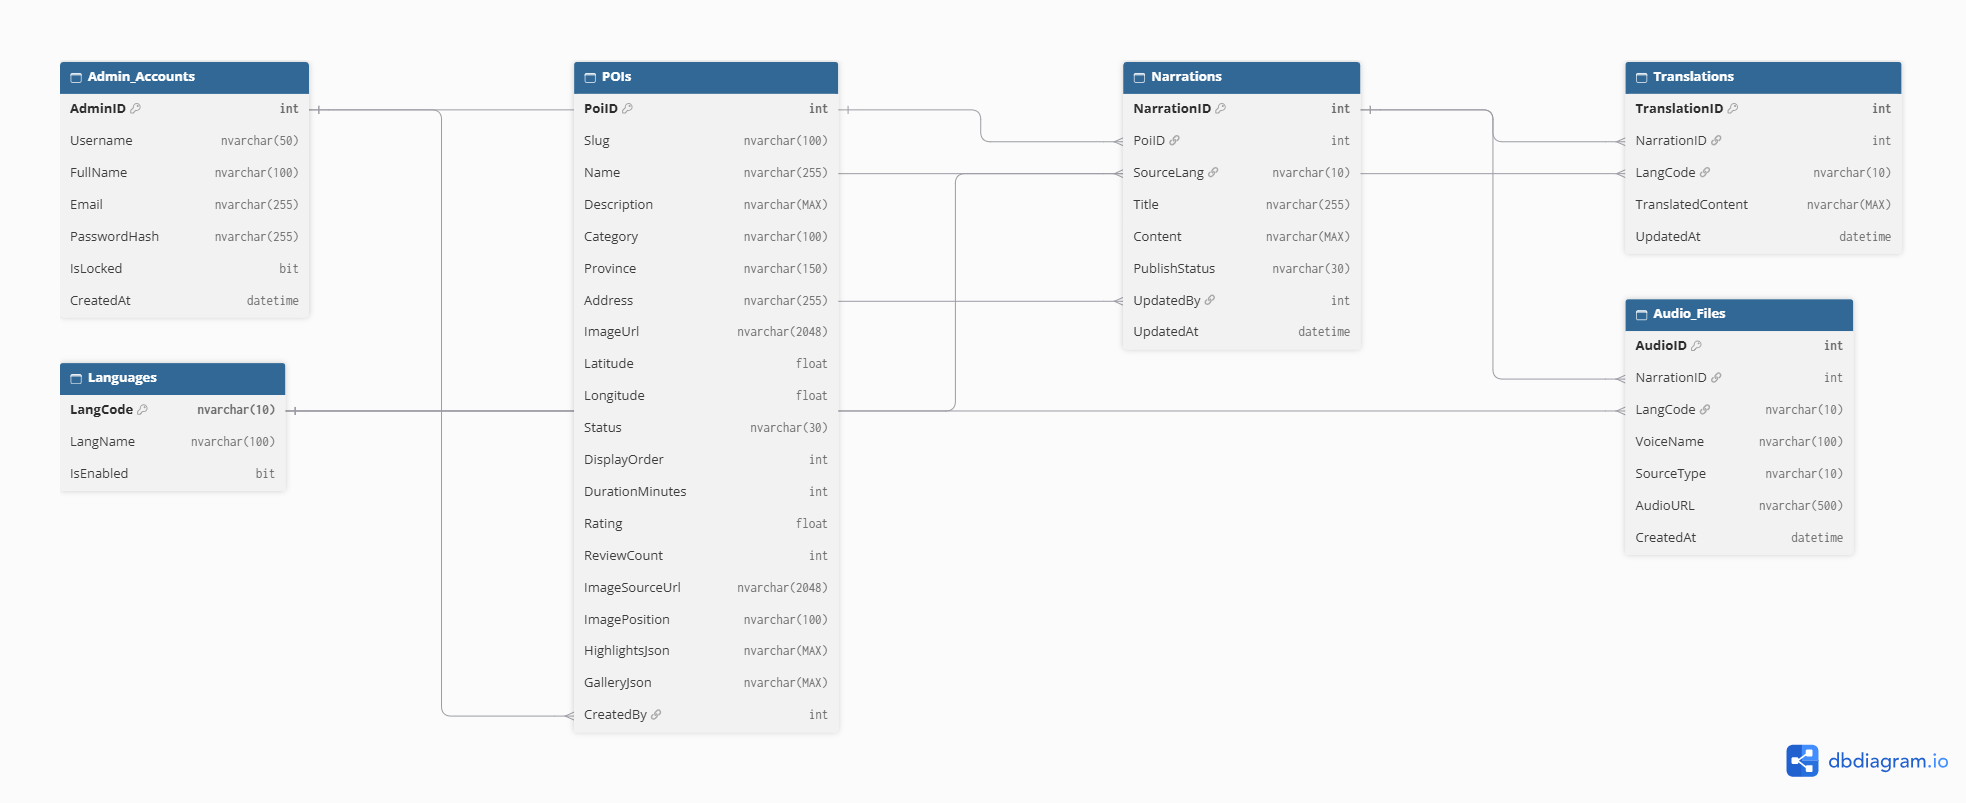 Admin_Accounts
AdminID int
Username nvarchar(50)
FullName nvarchar(100)
Email nvarchar(255)
PasswordHash nvarchar(255)
IsLocked bit
CreatedAt datetime
Languages
LangCode nvarchar(10)
LangName nvarchar(100)
IsEnabled bit
POIs
PoiID int
Slug nvarchar(100)
Name nvarchar(255)
Description nvarchar(MAX)
Category nvarchar(100)
Province nvarchar(150)
Address nvarchar(255)
ImageUrl nvarchar(2048)
Latitude float
Longitude float
Status nvarchar(30)
DisplayOrder int
DurationMinutes int
Rating float
ReviewCount int
ImageSourceUrl nvarchar(2048)
ImagePosition nvarchar(100)
HighlightsJson nvarchar(MAX)
GalleryJson nvarchar(MAX)
CreatedBy int
Narrations
NarrationID int
PoiID int
SourceLang nvarchar(10)
Title nvarchar(255)
Content nvarchar(MAX)
PublishStatus nvarchar(30)
UpdatedBy int
UpdatedAt datetime
Translations
TranslationID int
NarrationID int
LangCode nvarchar(10)
TranslatedContent nvarchar(MAX)
UpdatedAt datetime
Audio_Files
AudioID int
NarrationID int
LangCode nvarchar(10)
VoiceName nvarchar(100)
SourceType nvarchar(10)
AudioURL nvarchar(500)
CreatedAt datetime
dbdiagram.io